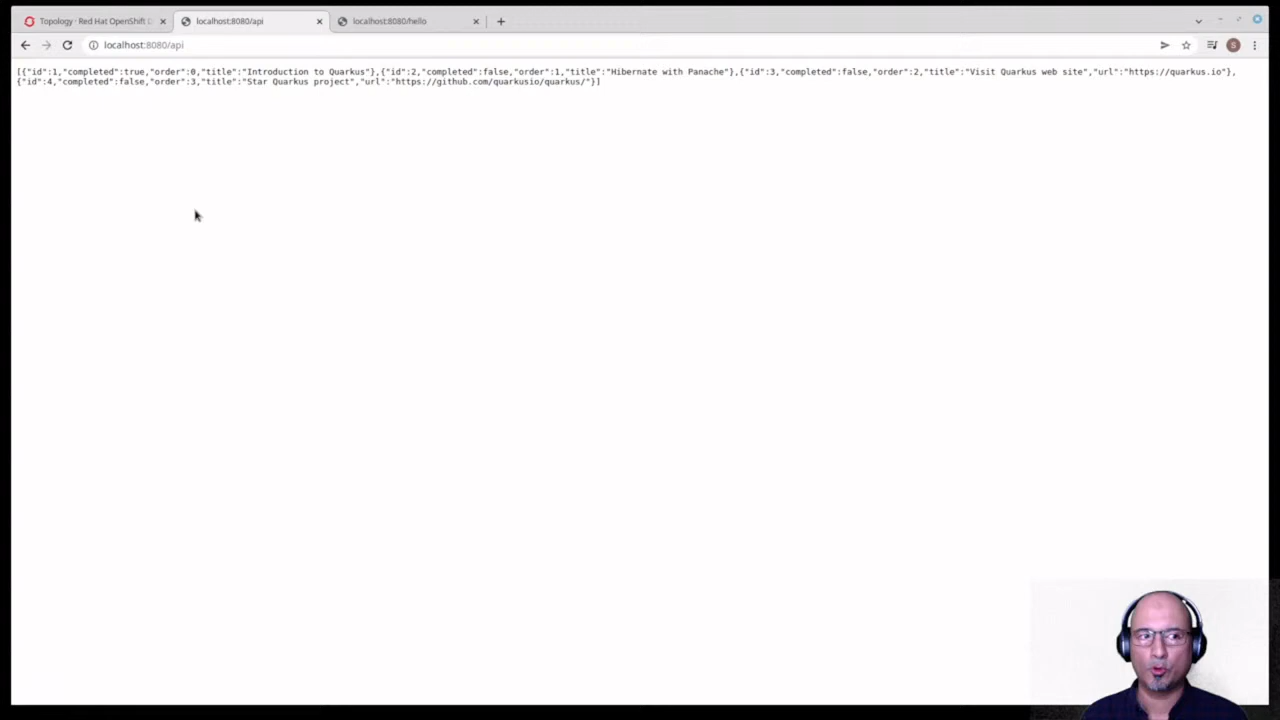 Topology · Red Hat OpenShift D
localhost:8080/api
localhost:8080/hello
localhost:8080/api
S
[{"id":1,"completed":true,"order":0,"title":"Introduction to Quarkus"},{"id":2,"completed":false,"order":1,"title":"Hibernate with Panache"},{"id":3,"completed":false,"order":2,"title":"Visit Quarkus web site","url":"https://quarkus.io"},
{"id":4,"completed":false,"order":3,"title":"Star Quarkus project","url":"https://github.com/quarkusio/quarkus/"}]